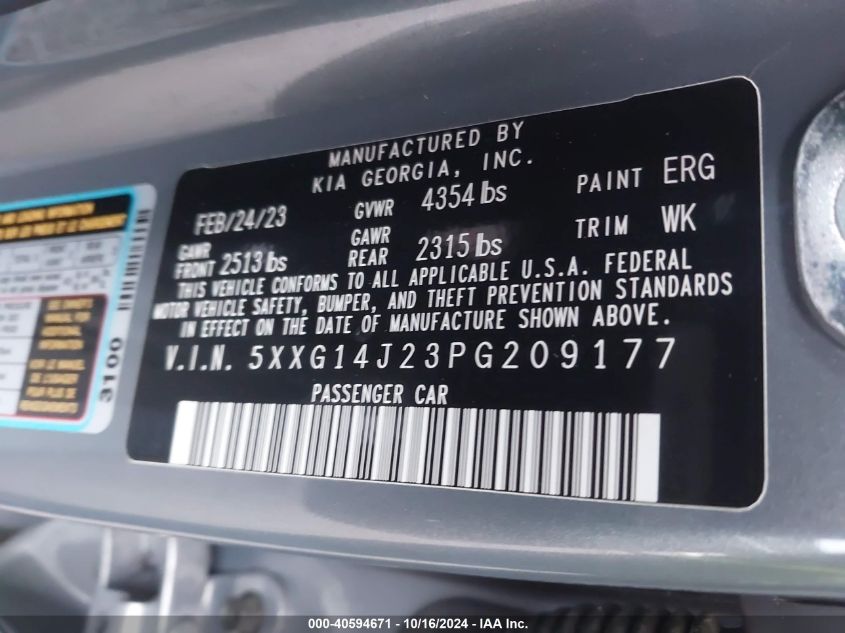 MANUFACTURED BY
KIA GEORGIA, INC.
FEB/24/23 GVWR 4354 lbs PAINT ERG
GAWR FRONT 2513 lbs GAWR REAR 2315 lbs TRIM WK
THIS VEHICLE CONFORMS TO ALL APPLICABLE U.S.A. FEDERAL
MOTOR VEHICLE SAFETY, BUMPER, AND THEFT PREVENTION STANDARDS
IN EFFECT ON THE DATE OF MANUFACTURE SHOWN ABOVE.
V.I.N. 5XXG14J23PG209177
PASSENGER CAR
3100
000-40594671 / 10/16/2024 - IAA Inc.